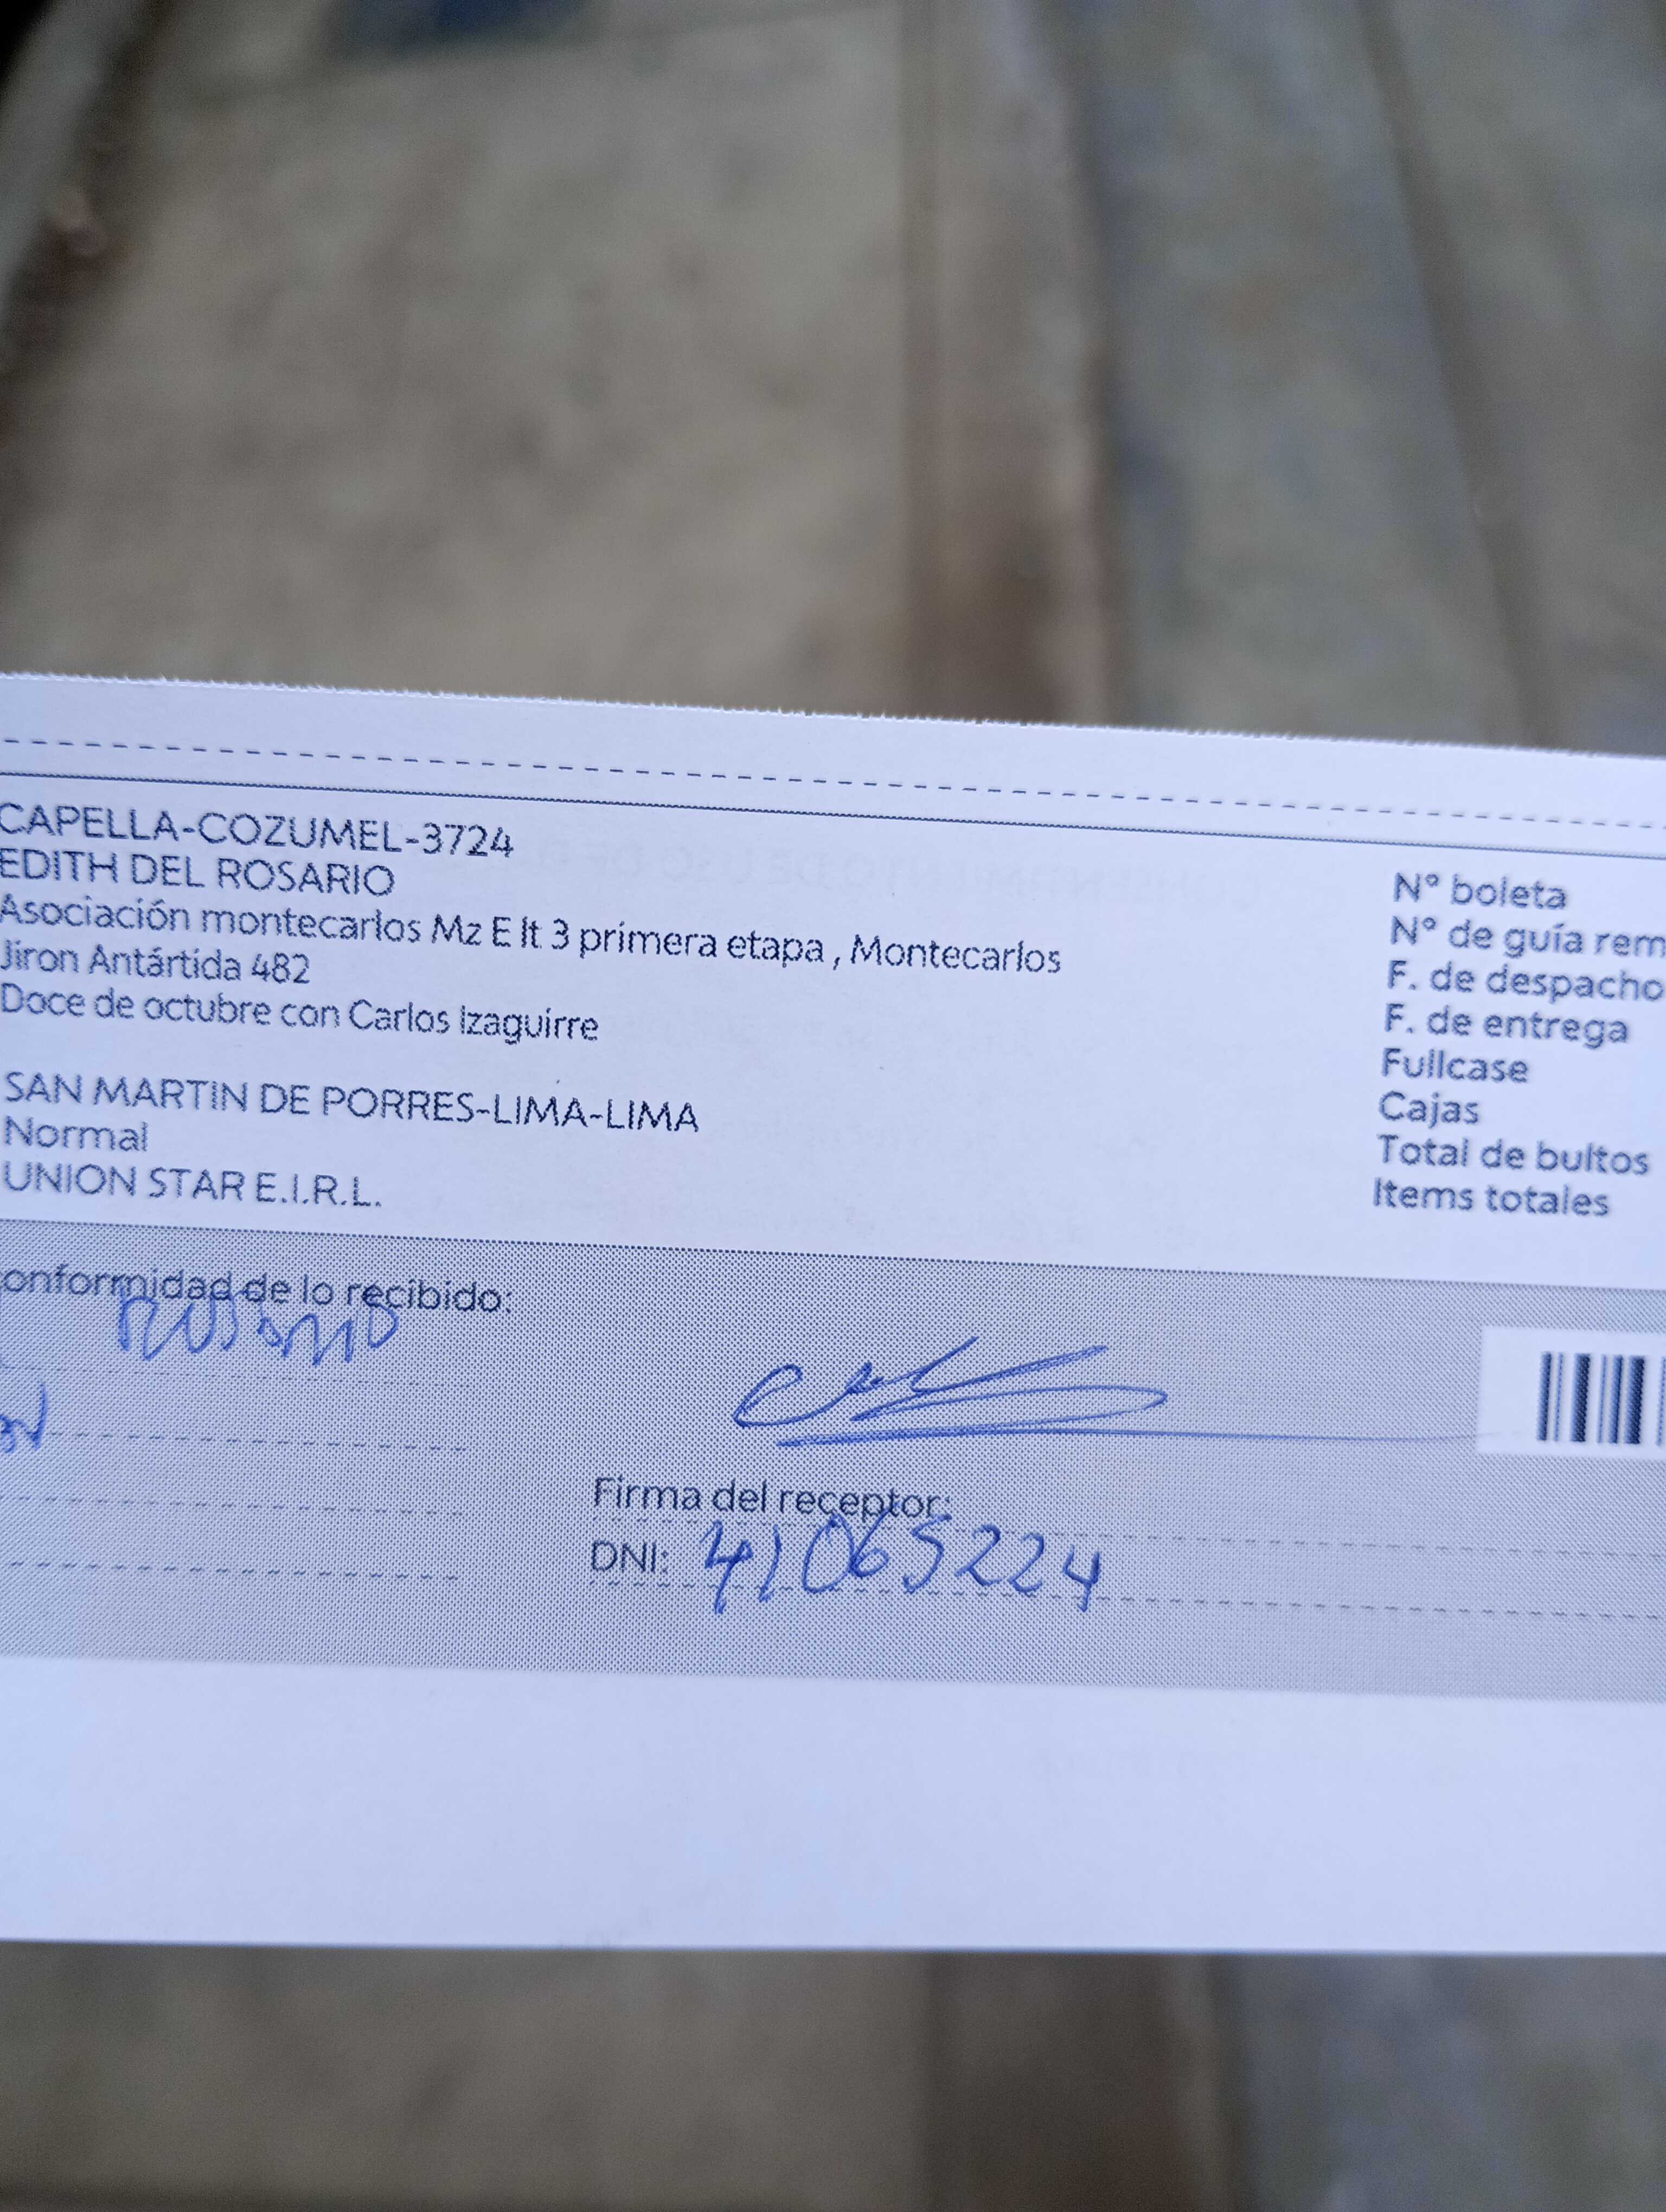 CAPELLA-COZUMEL-3724
EDITH DEL ROSARIO
Asociación montecarlos Mz E lt 3 primera etapa , Montecarlos
Jiron Antártida 482
Doce de octubre con Carlos Izaguirre
SAN MARTIN DE PORRES-LIMA-LIMA
Normal
UNION STAR E.I.R.L.
N° boleta
N° de guía rem
F. de despacho
F. de entrega
Fullcase
Cajas
Total de bultos
Items totales
onformidad de lo recibido:
Rosario
Firma del receptor:
DNI: 41065224